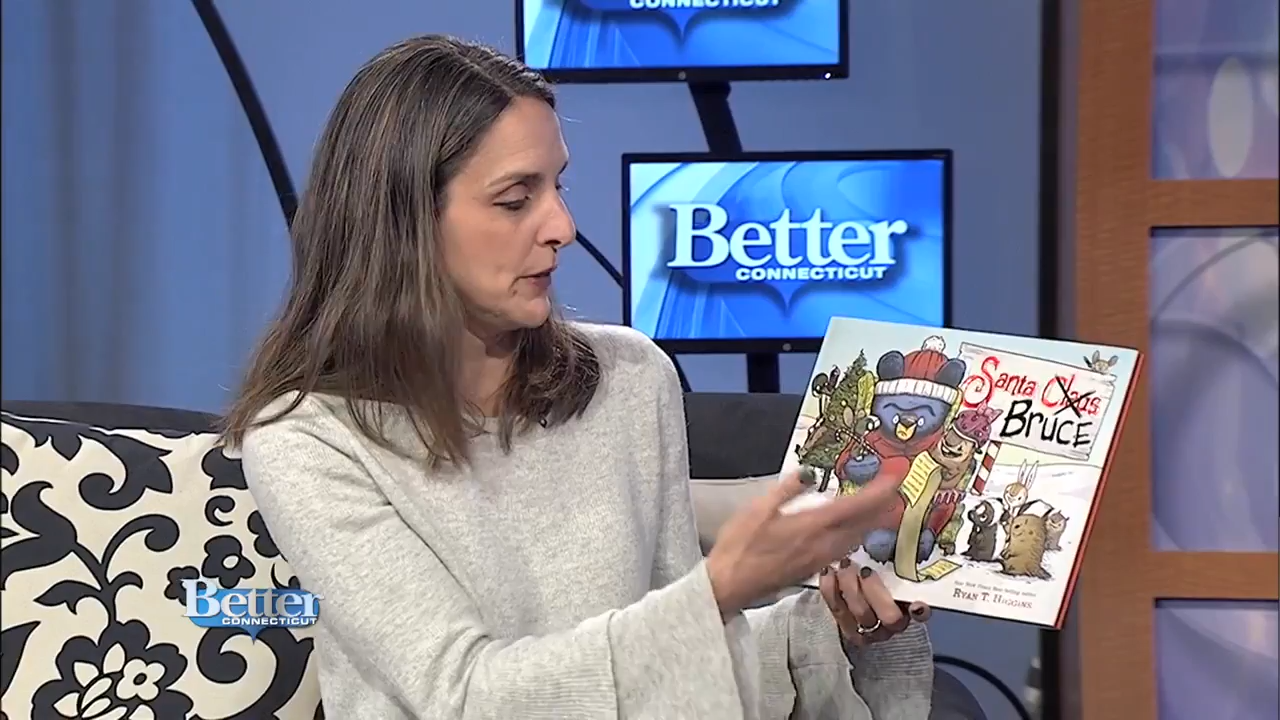 CONNECTICUT
Better
CONNECTICUT
Santa Claus
BRUCE
RYAN T. HIGGINS
Better
CONNECTICUT